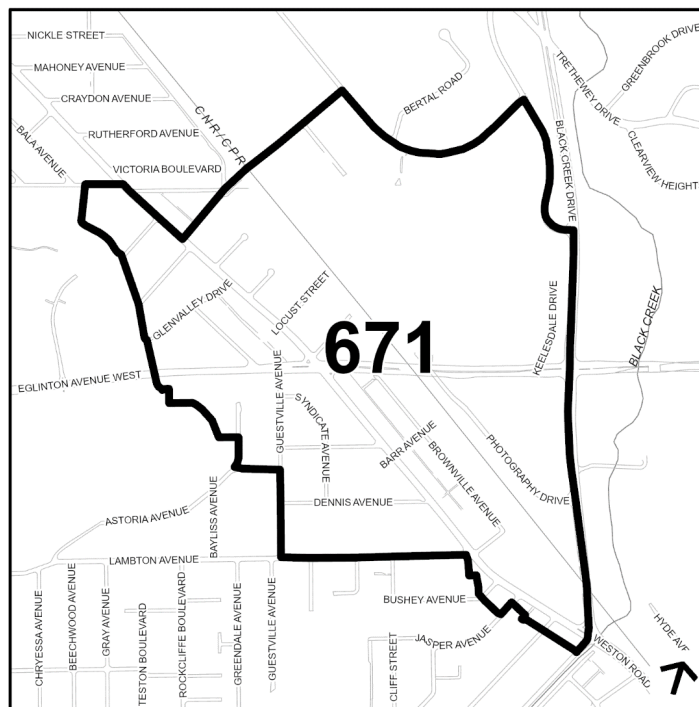 NICKLE STREET
MAHONEY AVENUE
CRAYDON AVENUE
RUTHERFORD AVENUE
BALA AVENUE
VICTORIA BOULEVARD
CNR/CPR
BERTAL ROAD
TRETHEWEY DRIVE
GREENBROOK DRIVE
BLACK CREEK DRIVE
CLEARVIEW HEIGHT
GLENVALLEY DRIVE
LOCUST STREET
671
KEELESDALE DRIVE
BLACK CREEK
EGLINTON AVENUE WEST
GUESTVILLE AVENUE
SYNDICATE AVENUE
BARR AVENUE
BROWNVILLE AVENUE
PHOTOGRAPHY DRIVE
DENNIS AVENUE
ASTORIA AVENUE
BAYLISS AVENUE
LAMBTON AVENUE
BUSHEY AVENUE
JASPER AVENUE
HYDE AVE
WESTON ROAD
CHRYESSA AVENUE
BEECHWOOD AVENUE
GRAY AVENUE
TESTON BOULEVARD
ROCKCLIFFE BOULEVARD
GREENDALE AVENUE
GUESTVILLE AVENUE
CLIFF STREET